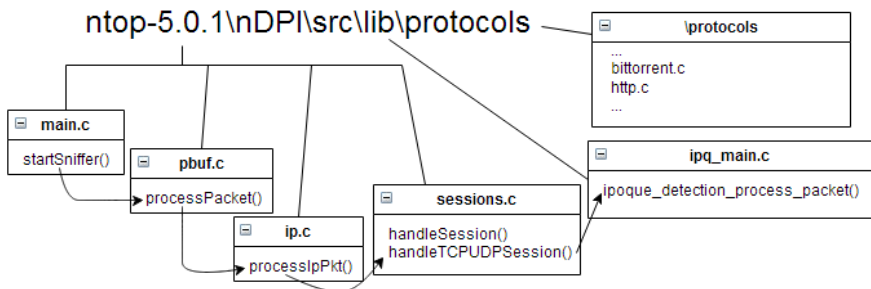 ntop-5.0.1\nDPI\src\lib\protocols
\protocols
...
bittorrent.c
http.c
...
main.c
startSniffer()
pbuf.c
processPacket()
ip.c
processIpPkt()
sessions.c
handleSession()
handleTCPUDPSession()
ipq_main.c
ipoque_detection_process_packet()